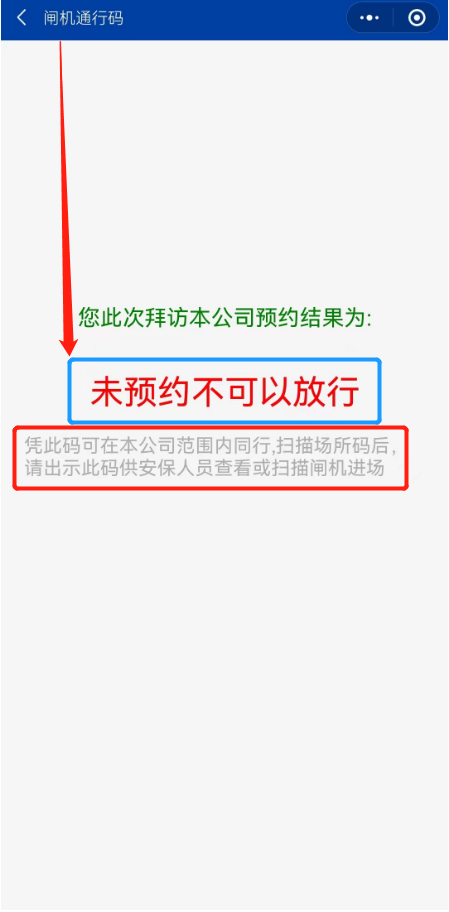 闸机通行码
您此次拜访本公司预约结果为:
未预约不可以放行
凭此码可在本公司范围内同行,扫描场所码后,
请出示此码供安保人员查看或扫描闸机进场